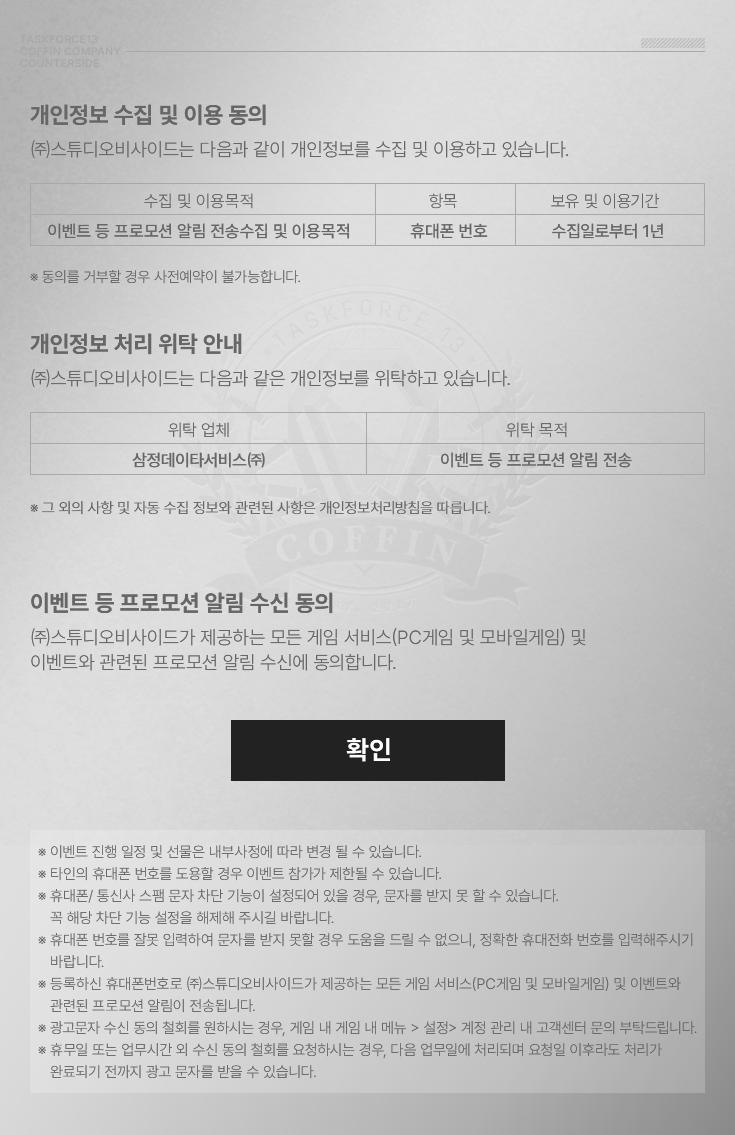 TASKFORCE13
COFFIN COMPANY
COUNTERSIDE
개인정보 수집 및 이용 동의
㈜스튜디오비사이드는 다음과 같이 개인정보를 수집 및 이용하고 있습니다.
수집 및 이용목적 항목 보유 및 이용기간
이벤트 등 프로모션 알림 전송수집 및 이용목적 휴대폰 번호 수집일로부터 1년
※ 동의를 거부할 경우 사전예약이 불가능합니다.
TASKFORCE 13
개인정보 처리 위탁 안내
㈜스튜디오비사이드는 다음과 같은 개인정보를 위탁하고 있습니다.
위탁 업체 위탁 목적
삼정데이타서비스㈜ 이벤트 등 프로모션 알림 전송
※ 그 외의 사항 및 자동 수집 정보와 관련된 사항은 개인정보처리방침을 따릅니다.
COFFIN
이벤트 등 프로모션 알림 수신 동의
㈜스튜디오비사이드가 제공하는 모든 게임 서비스(PC게임 및 모바일게임) 및
이벤트와 관련된 프로모션 알림 수신에 동의합니다.
확인
※ 이벤트 진행 일정 및 선물은 내부사정에 따라 변경 될 수 있습니다.
※ 타인의 휴대폰 번호를 도용할 경우 이벤트 참가가 제한될 수 있습니다.
※ 휴대폰/ 통신사 스팸 문자 차단 기능이 설정되어 있을 경우, 문자를 받지 못 할 수 있습니다.
꼭 해당 차단 기능 설정을 해제해 주시길 바랍니다.
※ 휴대폰 번호를 잘못 입력하여 문자를 받지 못할 경우 도움을 드릴 수 없으니, 정확한 휴대전화 번호를 입력해주시기
바랍니다.
※ 등록하신 휴대폰번호로 ㈜스튜디오비사이드가 제공하는 모든 게임 서비스(PC게임 및 모바일게임) 및 이벤트와
관련된 프로모션 알림이 전송됩니다.
※ 광고문자 수신 동의 철회를 원하시는 경우, 게임 내 게임 내 메뉴 > 설정> 계정 관리 내 고객센터 문의 부탁드립니다.
※ 휴무일 또는 업무시간 외 수신 동의 철회를 요청하시는 경우, 다음 업무일에 처리되며 요청일 이후라도 처리가
완료되기 전까지 광고 문자를 받을 수 있습니다.